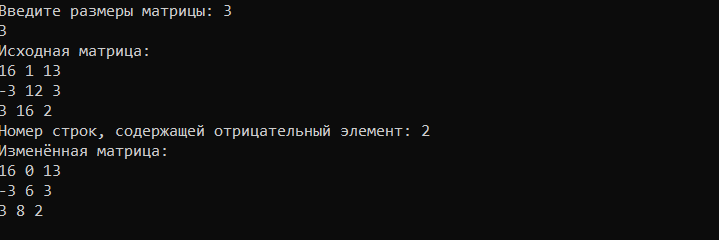 Введите размеры матрицы: 3
3
Исходная матрица:
16 1 13
-3 12 3
3 16 2
Номер строк, содержащей отрицательный элемент: 2
Изменённая матрица:
16 0 13
-3 6 3
3 8 2